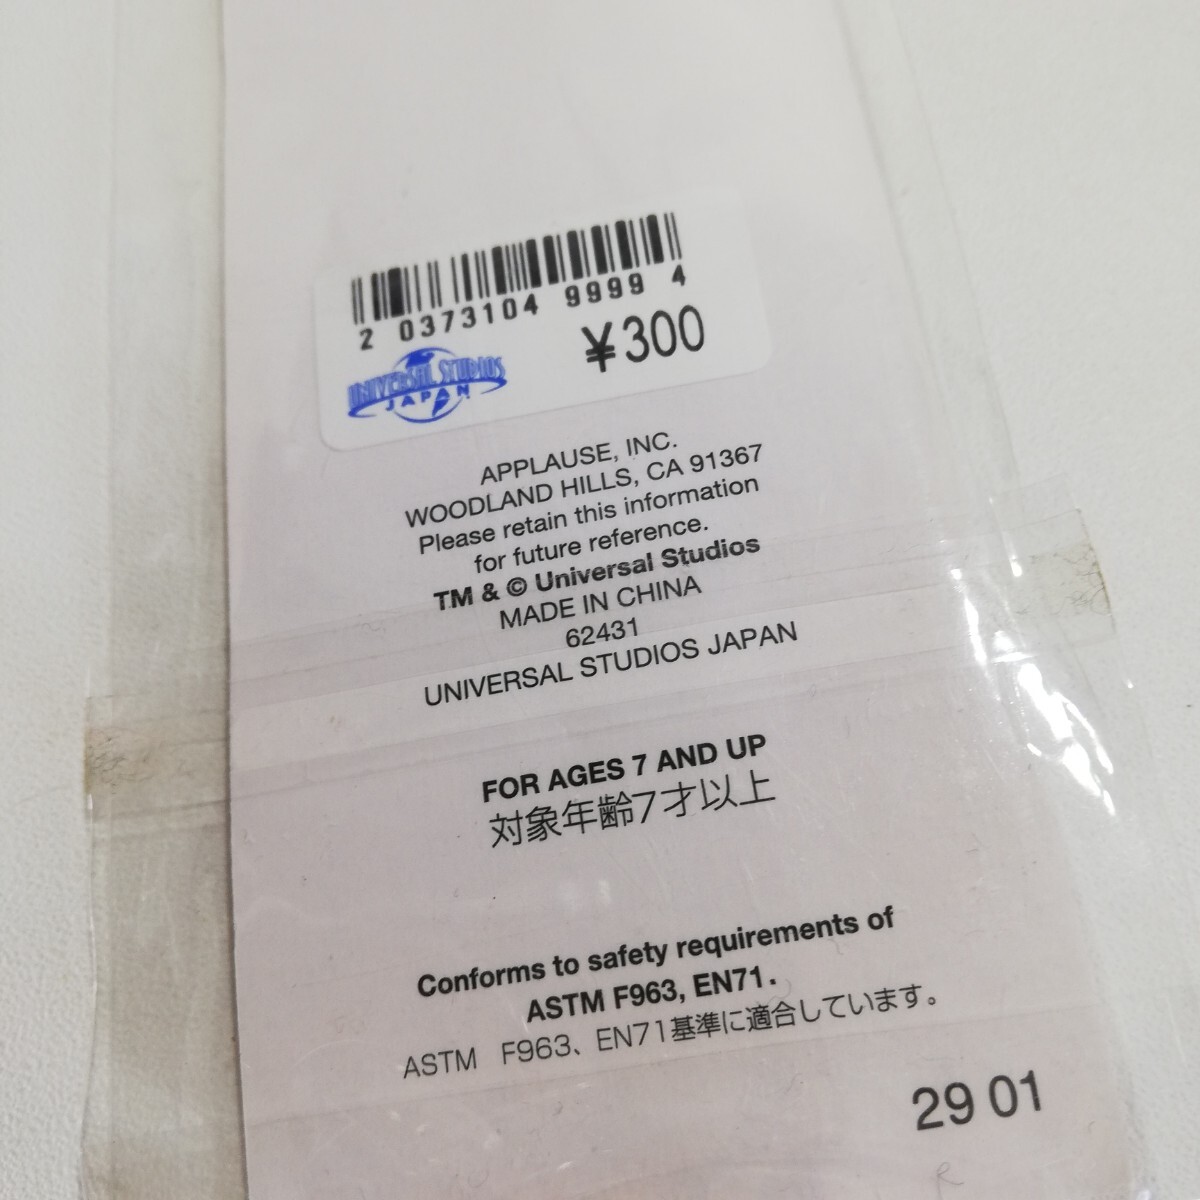 2 0373104 9999 4
¥300
UNIVERSAL STUDIOS
JAPAN
APPLAUSE, INC.
WOODLAND HILLS, CA 91367
Please retain this information
for future reference.
TM & © Universal Studios
MADE IN CHINA
62431
UNIVERSAL STUDIOS JAPAN
FOR AGES 7 AND UP
対象年齢7才以上
Conforms to safety requirements of
ASTM F963, EN71.
ASTM F963、EN71基準に適合しています。
29 01
R